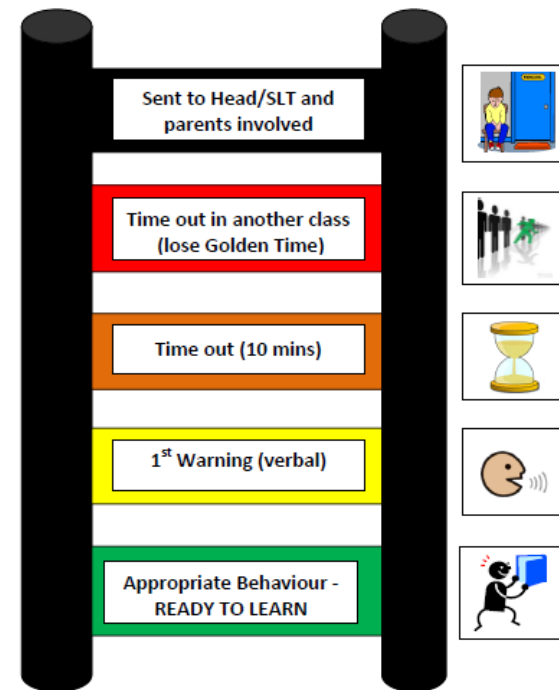 Sent to Head/SLT and
parents involved
Time out in another class
(lose Golden Time)
Time out (10 mins)
1st Warning (verbal)
Appropriate Behaviour -
READY TO LEARN